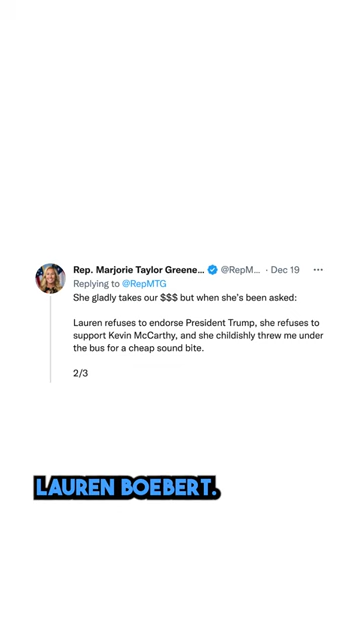 Rep. Marjorie Taylor Greene... @RepM... · Dec 19 ···
Replying to @RepMTG
She gladly takes our $$$ but when she's been asked:
Lauren refuses to endorse President Trump, she refuses to
support Kevin McCarthy, and she childishly threw me under
the bus for a cheap sound bite.
2/3
LAUREN BOEBERT.